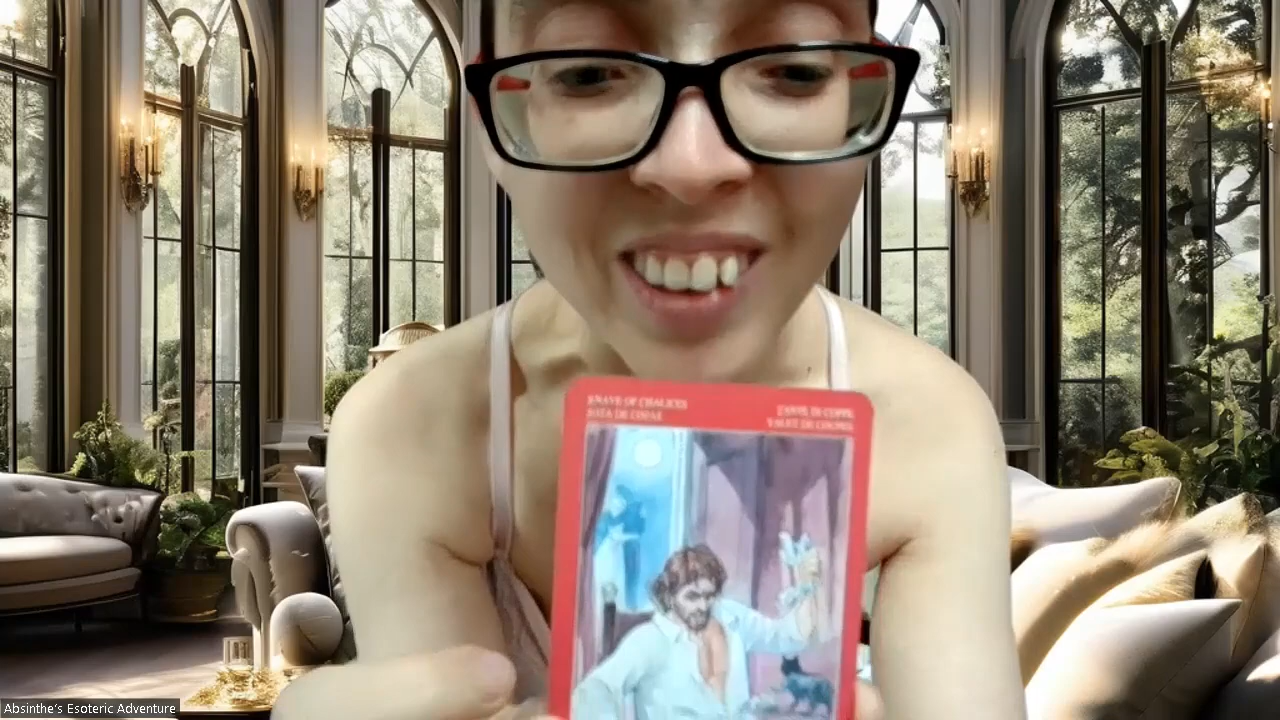 KNAVE OF CHALICES
SOTA DE COPAS
FANTE DI COPPE
VALET DE COUPES
Absinthe's Esoteric Adventure